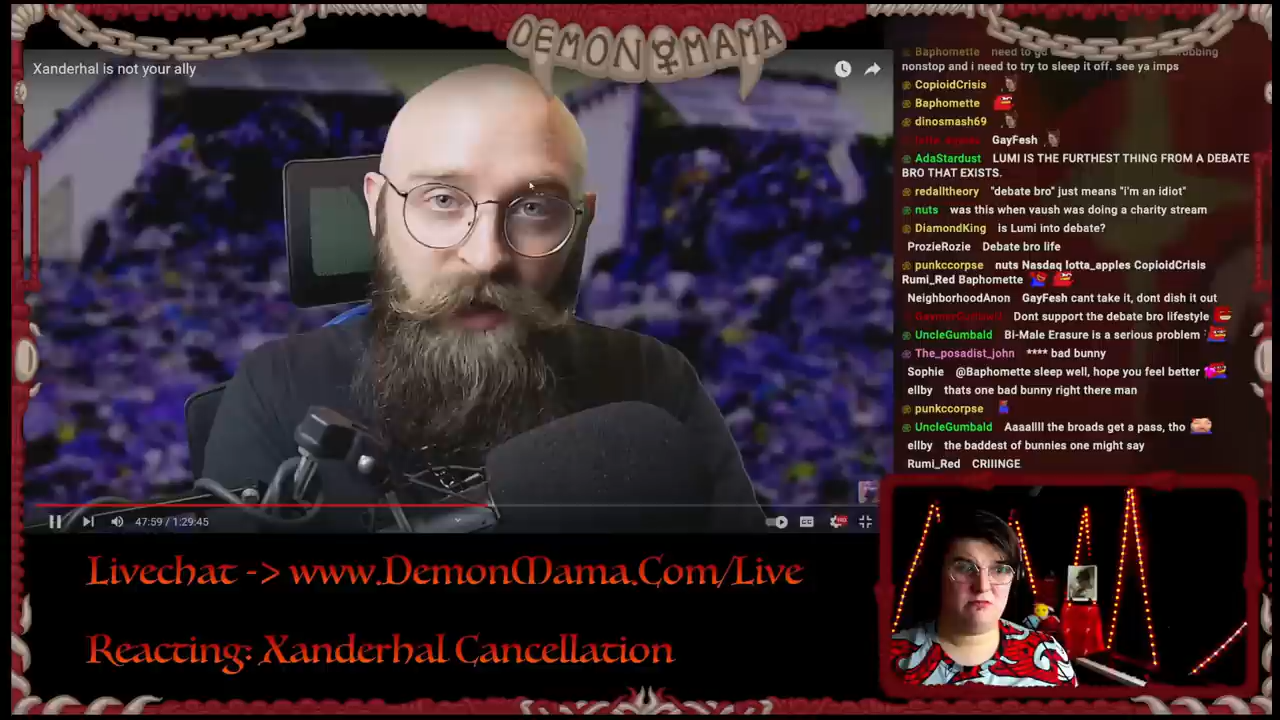 DEMON MAMA
Xanderhal is not your ally
47:59 / 1:29:45
Livechat -> www.DemonMama.Com/Live
Reacting: Xanderhal Cancellation
Baphomette need to go
nonstop and i need to try to sleep it off. see ya imps
CopioidCrisis
Baphomette
dinosmash69
GayFesh
AdaStardust LUMI IS THE FURTHEST THING FROM A DEBATE
BRO THAT EXISTS.
redalltheory "debate bro" just means "i'm an idiot"
nuts was this when vaush was doing a charity stream
DiamondKing is Lumi into debate?
ProzieRozie Debate bro life
punkccorpse nuts Nasdaq lotta_apples CopioidCrisis
Rumi_Red Baphomette
NeighborhoodAnon GayFesh cant take it, dont dish it out
Dont support the debate bro lifestyle
UncleGumbald Bi-Male Erasure is a serious problem
The_posadist_john **** bad bunny
Sophie @Baphomette sleep well, hope you feel better
ellby thats one bad bunny right there man
punkccorpse
UncleGumbald Aaaallll the broads get a pass, tho
ellby the baddest of bunnies one might say
Rumi_Red CRIIINGE